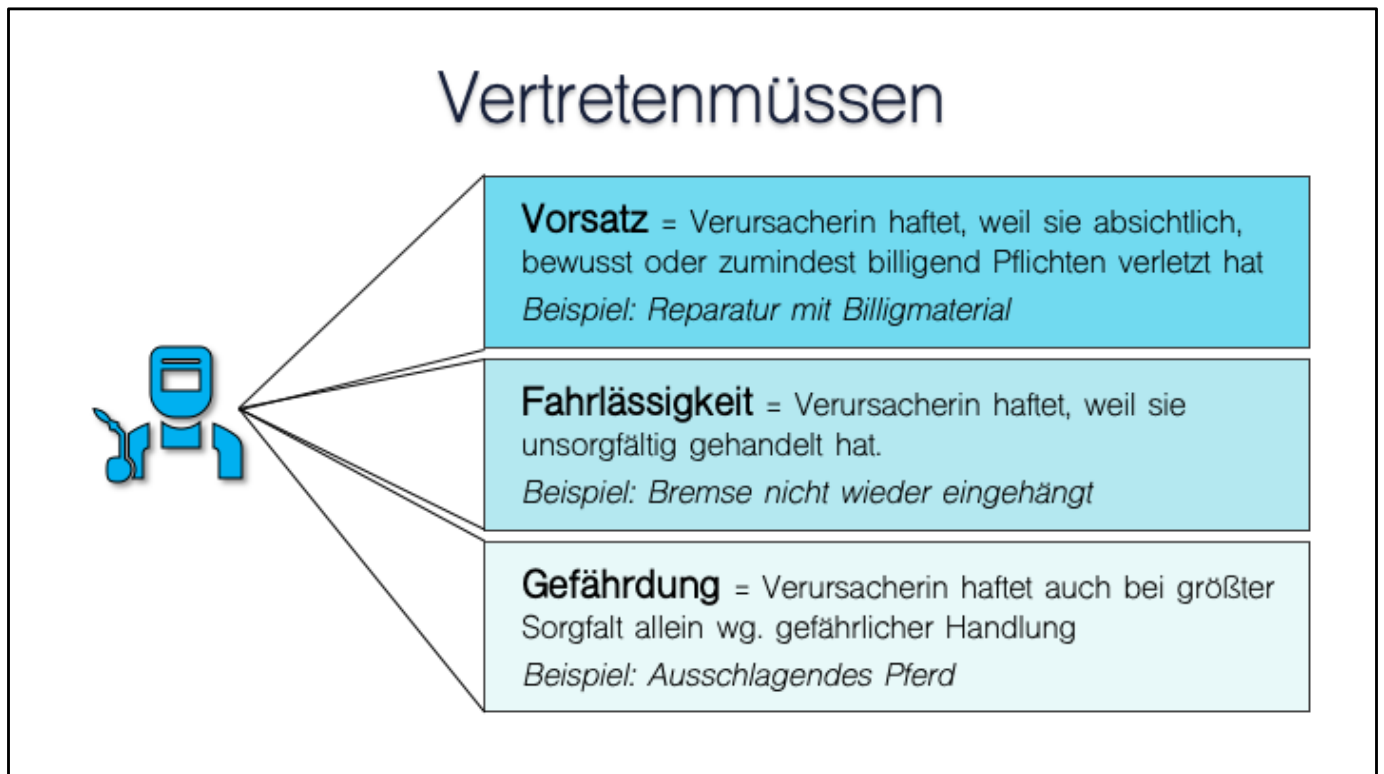 Vertretenmüssen
Vorsatz = Verursacherin haftet, weil sie absichtlich,
bewusst oder zumindest billigend Pflichten verletzt hat
Beispiel: Reparatur mit Billigmaterial
Fahrlässigkeit = Verursacherin haftet, weil sie
unsorgfältig gehandelt hat.
Beispiel: Bremse nicht wieder eingehängt
Gefährdung = Verursacherin haftet auch bei größter
Sorgfalt allein wg. gefährlicher Handlung
Beispiel: Ausschlagendes Pferd